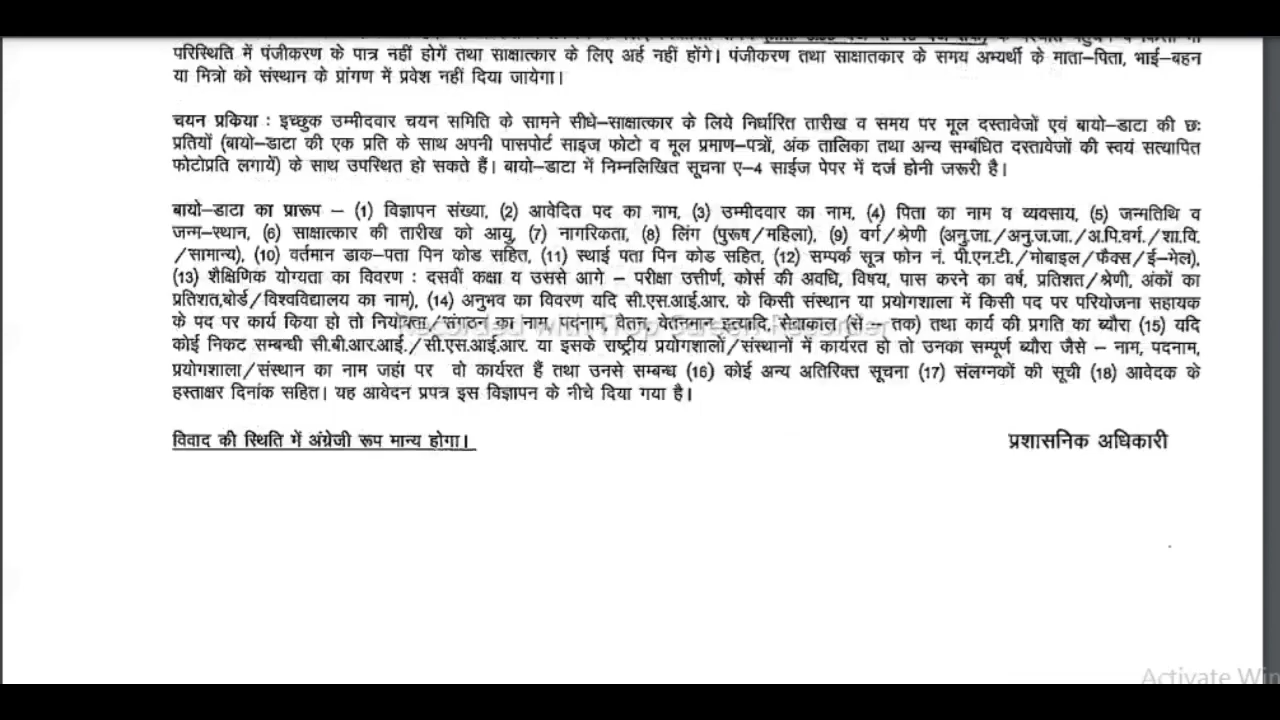 परिस्थिति में पंजीकरण के पात्र नहीं होगें तथा साक्षात्कार के लिए अर्ह नहीं होंगे। पंजीकरण तथा साक्षातकार के समय अभ्यर्थी के माता–पिता, भाई–बहन
या मित्रो को संस्थान के प्रांगण में प्रवेश नहीं दिया जायेगा।
चयन प्रकिया : इच्छुक उम्मीदवार चयन समिति के सामने सीधे–साक्षात्कार के लिये निर्धारित तारीख व समय पर मूल दस्तावेजों एवं बायो–डाटा की छः
प्रतियों (बायो–डाटा की एक प्रति के साथ अपनी पासपोर्ट साइज फोटो व मूल प्रमाण–पत्रों, अंक तालिका तथा अन्य सम्बंधित दस्तावेजों की स्वयं सत्यापित
फोटोप्रति लगायें) के साथ उपस्थित हो सकते हैं। बायो–डाटा में निम्नलिखित सूचना ए–4 साईज पेपर में दर्ज होनी जरूरी है।
बायो–डाटा का प्रारूप – (1) विज्ञापन संख्या, (2) आवेदित पद का नाम, (3) उम्मीदवार का नाम, (4) पिता का नाम व व्यवसाय, (5) जन्मतिथि व
जन्म–स्थान, (6) साक्षात्कार की तारीख को आयु, (7) नागरिकता, (8) लिंग (पुरूष/महिला), (9) वर्ग/श्रेणी (अनु.जा./अनु.ज.जा./अ.पि.वर्ग./शा.वि.
/सामान्य), (10) वर्तमान डाक–पता पिन कोड सहित, (11) स्थाई पता पिन कोड सहित, (12) सम्पर्क सूत्र फोन नं. पी.एन.टी./मोबाइल/फैक्स/ई–मेल).
(13) शैक्षिणिक योग्यता का विवरण : दसवीं कक्षा व उससे आगे – परीक्षा उत्तीर्ण, कोर्स की अवधि, विषय, पास करने का वर्ष, प्रतिशत/श्रेणी, अंकों का
प्रतिशत,बोर्ड/विश्वविद्यालय का नाम), (14) अनुभव का विवरण यदि सी.एस.आई.आर. के किसी संस्थान या प्रयोगशाला में किसी पद पर परियोजना सहायक
के पद पर कार्य किया हो तो नियोक्ता/संगठन का नाम, पदनाम, वेतन, वेतनमान इत्यादि, सेवाकाल (से – तक) तथा कार्य की प्रगति का ब्यौरा (15) यदि
Recorded with iTop Screen Recorder
कोई निकट सम्बन्धी सी.बी.आर.आई./सी.एस.आई.आर. या इसके राष्ट्रीय प्रयोगशालों/संस्थानों में कार्यरत हो तो उनका सम्पूर्ण ब्यौरा जैसे – नाम, पदनाम,
प्रयोगशाला/संस्थान का नाम जहां पर वो कार्यरत हैं तथा उनसे सम्बन्ध (16) कोई अन्य अतिरिक्त सूचना (17) संलग्नकों की सूची (18) आवेदक के
हस्ताक्षर दिनांक सहित। यह आवेदन प्रपत्र इस विज्ञापन के नीचे दिया गया है।
विवाद की स्थिति में अंग्रेजी रूप मान्य होगा।
प्रशासनिक अधिकारी
Activate Win